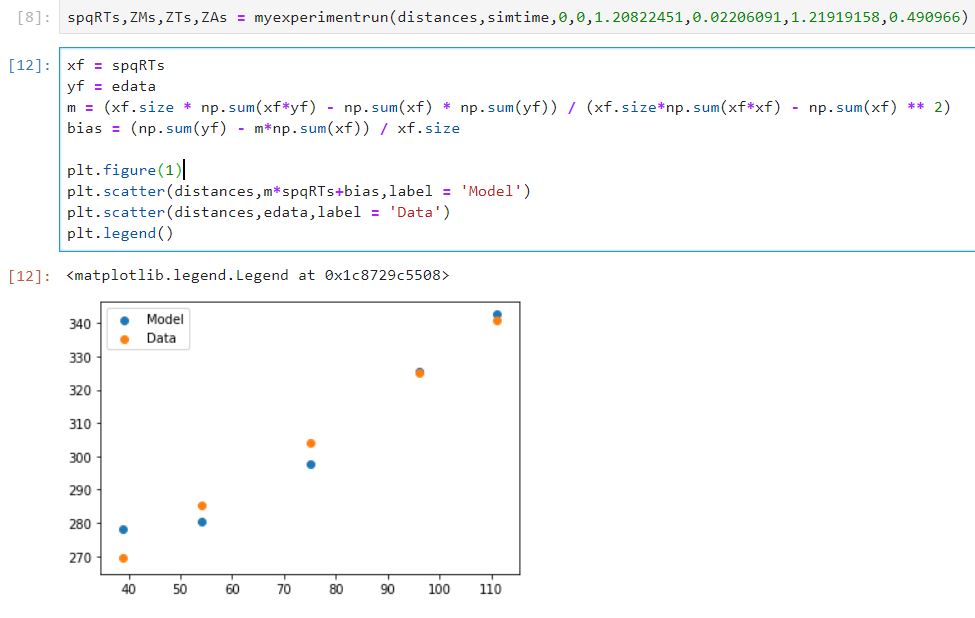 [8]: spqRTs,ZMs,ZTs,ZAs = myexperimentrun(distances,simtime,0,0,1.20822451,0.02206091,1.21919158,0.490966)
[12]: xf = spqRTs
yf = edata
m = (xf.size * np.sum(xf*yf) - np.sum(xf) * np.sum(yf)) / (xf.size*np.sum(xf*xf) - np.sum(xf) ** 2)
bias = (np.sum(yf) - m*np.sum(xf)) / xf.size
plt.figure(1)
plt.scatter(distances,m*spqRTs+bias,label = 'Model')
plt.scatter(distances,edata,label = 'Data')
plt.legend()
[12]: <matplotlib.legend.Legend at 0x1c8729c5508>
Model
Data
340
330
320
310
300
290
280
270
40 50 60 70 80 90 100 110